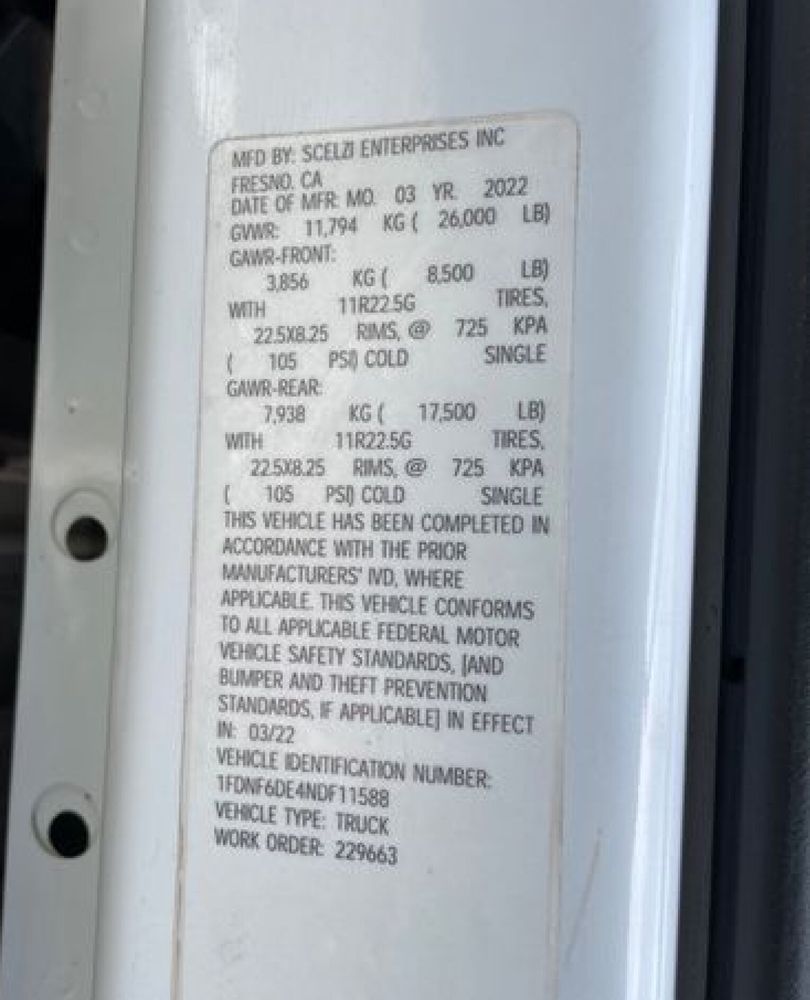 MFD BY: SCELZI ENTERPRISES INC
FRESNO, CA
DATE OF MFR: MO. 03 YR. 2022
GVWR: 11,794 KG ( 26,000 LB)
GAWR-FRONT:
3,856 KG ( 8,500 LB)
WITH 11R22.5G TIRES,
22.5X8.25 RIMS, @ 725 KPA
( 105 PSI) COLD SINGLE
GAWR-REAR:
7,938 KG ( 17,500 LB)
WITH 11R22.5G TIRES,
22.5X8.25 RIMS, @ 725 KPA
( 105 PSI) COLD SINGLE
THIS VEHICLE HAS BEEN COMPLETED IN
ACCORDANCE WITH THE PRIOR
MANUFACTURERS' IVD, WHERE
APPLICABLE. THIS VEHICLE CONFORMS
TO ALL APPLICABLE FEDERAL MOTOR
VEHICLE SAFETY STANDARDS, [AND
BUMPER AND THEFT PREVENTION
STANDARDS, IF APPLICABLE] IN EFFECT
IN: 03/22
VEHICLE IDENTIFICATION NUMBER:
1FDNF6DE4NDF11588
VEHICLE TYPE: TRUCK
WORK ORDER: 229663